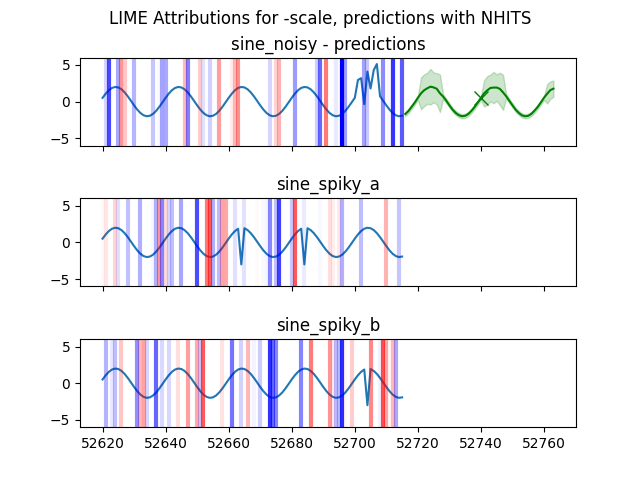 LIME Attributions for -scale, predictions with NHITS
sine_noisy - predictions
5
0
−5
sine_spiky_a
5
0
−5
sine_spiky_b
5
0
−5
52620 52640 52660 52680 52700 52720 52740 52760